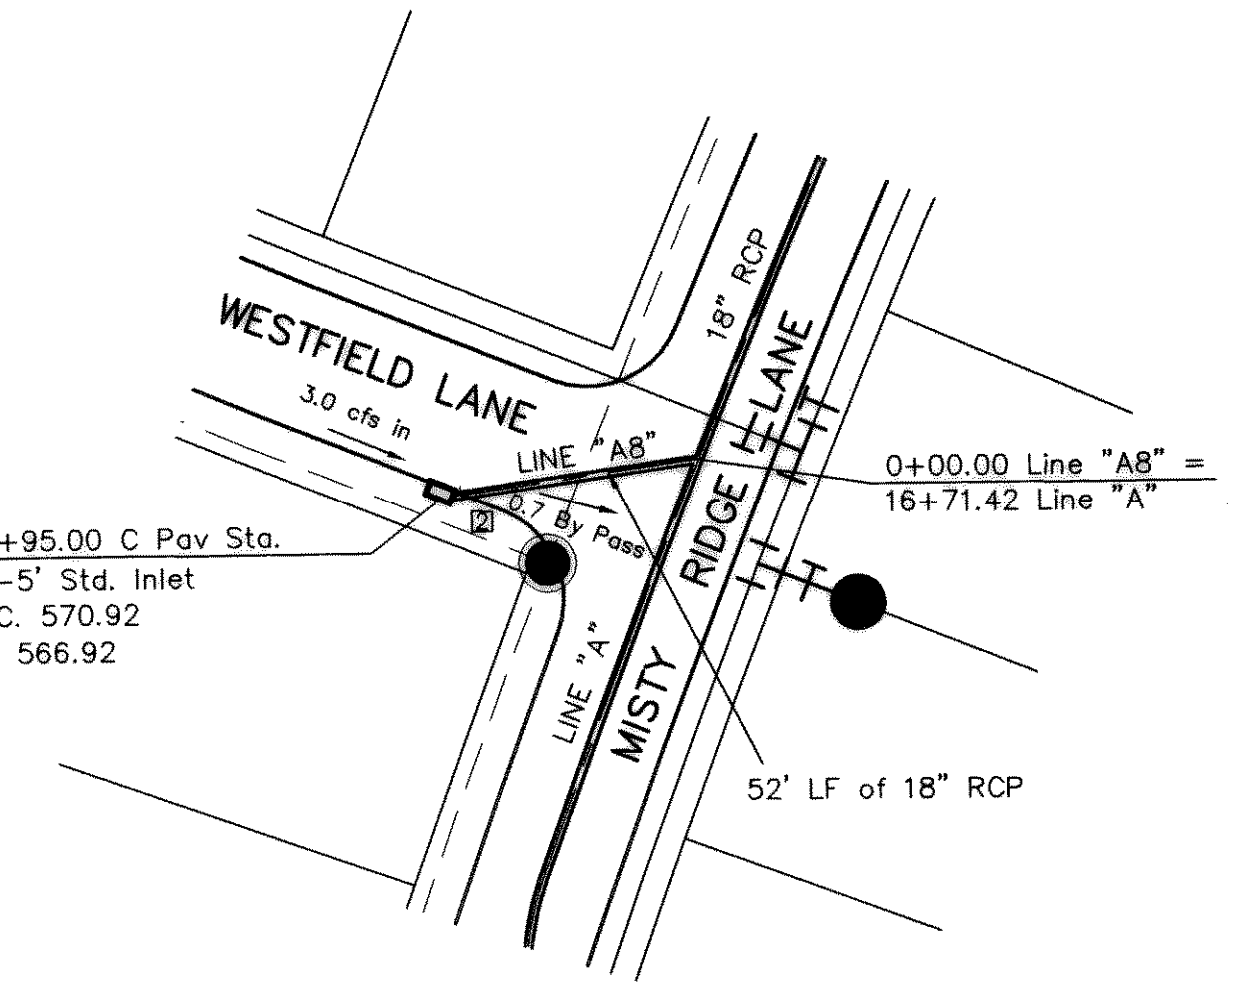 18" RCP
WESTFIELD LANE
3.0 cfs in
LINE "A8"
0.7 By Pass
2
0+00.00 Line "A8" =
16+71.42 Line "A"
+95.00 C Pav Sta.
-5' Std. Inlet
C. 570.92
566.92
LINE "A"
MISTY RIDGE LANE
52' LF of 18" RCP